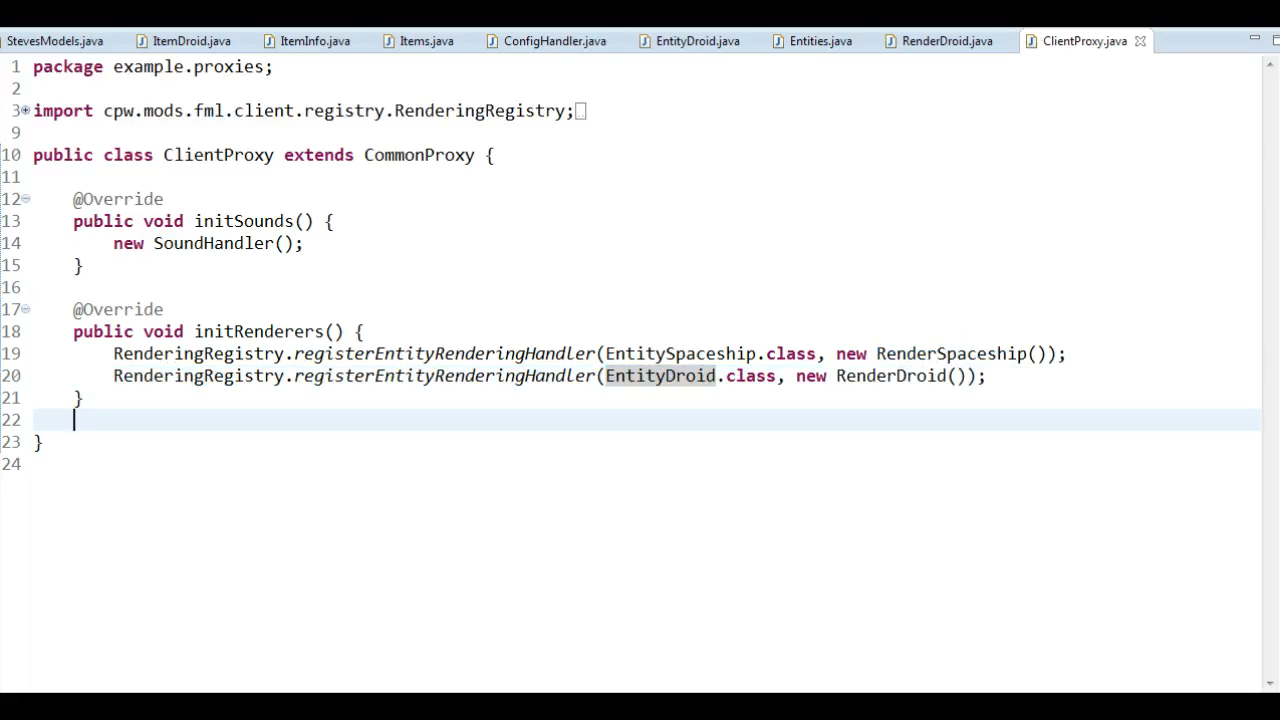 StevesModels.java ItemDroid.java ItemInfo.java Items.java ConfigHandler.java EntityDroid.java Entities.java RenderDroid.java ClientProxy.java
1 package example.proxies;
2
3 import cpw.mods.fml.client.registry.RenderingRegistry;
9
10 public class ClientProxy extends CommonProxy {
11
12 @Override
13 public void initSounds() {
14 new SoundHandler();
15 }
16
17 @Override
18 public void initRenderers() {
19 RenderingRegistry.registerEntityRenderingHandler(EntitySpaceship.class, new RenderSpaceship());
20 RenderingRegistry.registerEntityRenderingHandler(EntityDroid.class, new RenderDroid());
21 }
22
23 }
24